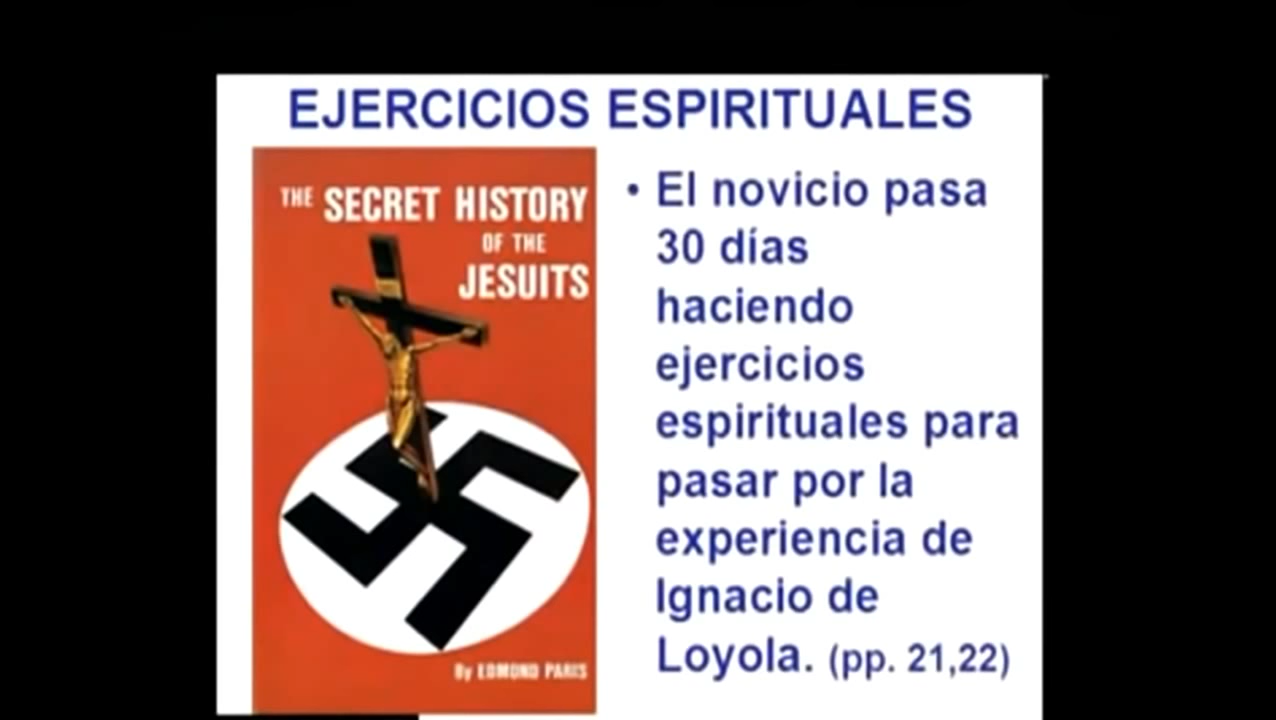 EJERCICIOS ESPIRITUALES
THE SECRET HISTORY
OF THE
JESUITS
By EDMOND PARIS
• El novicio pasa
30 días
haciendo
ejercicios
espirituales para
pasar por la
experiencia de
Ignacio de
Loyola. (pp. 21,22)